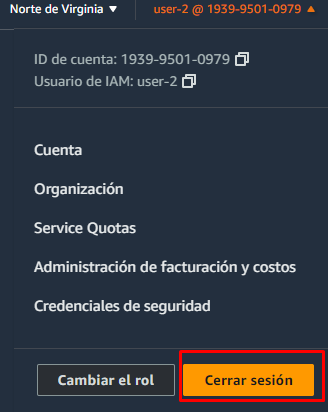 Norte de Virginia ▼ user-2 @ 1939-9501-0979 ▲
ID de cuenta: 1939-9501-0979
Usuario de IAM: user-2
Cuenta
Organización
Service Quotas
Administración de facturación y costos
Credenciales de seguridad
Cambiar el rol Cerrar sesión